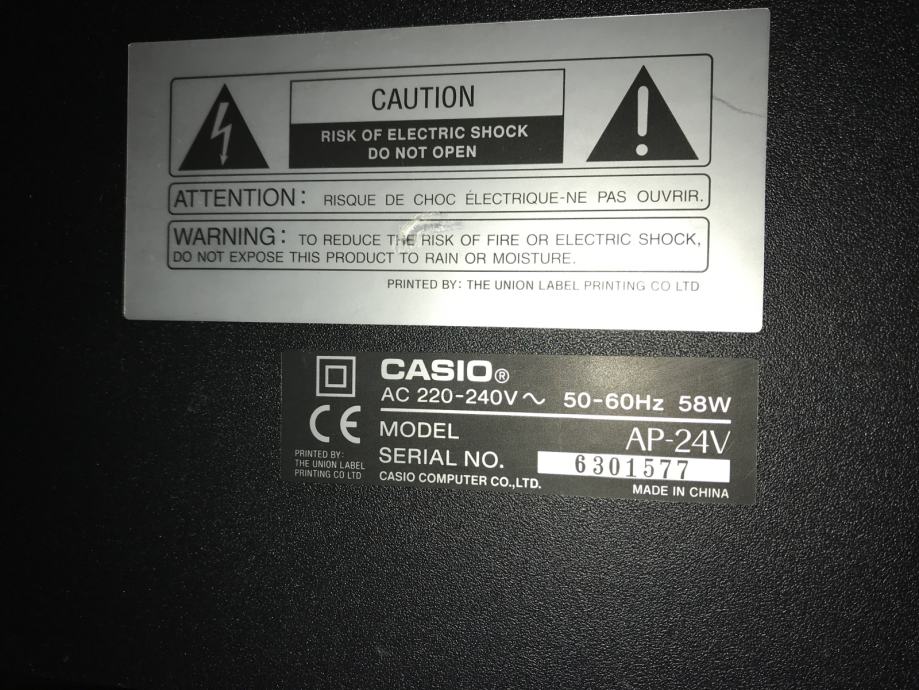 CAUTION
RISK OF ELECTRIC SHOCK
DO NOT OPEN
ATTENTION: RISQUE DE CHOC ÉLECTRIQUE-NE PAS OUVRIR.
WARNING: TO REDUCE THE RISK OF FIRE OR ELECTRIC SHOCK,
DO NOT EXPOSE THIS PRODUCT TO RAIN OR MOISTURE.
PRINTED BY: THE UNION LABEL PRINTING CO LTD
CASIO®
AC 220-240V～ 50-60Hz 58W
CE
MODEL AP-24V
SERIAL NO. 6301577
PRINTED BY:
THE UNION LABEL
PRINTING CO LTD
CASIO COMPUTER CO.,LTD.
MADE IN CHINA